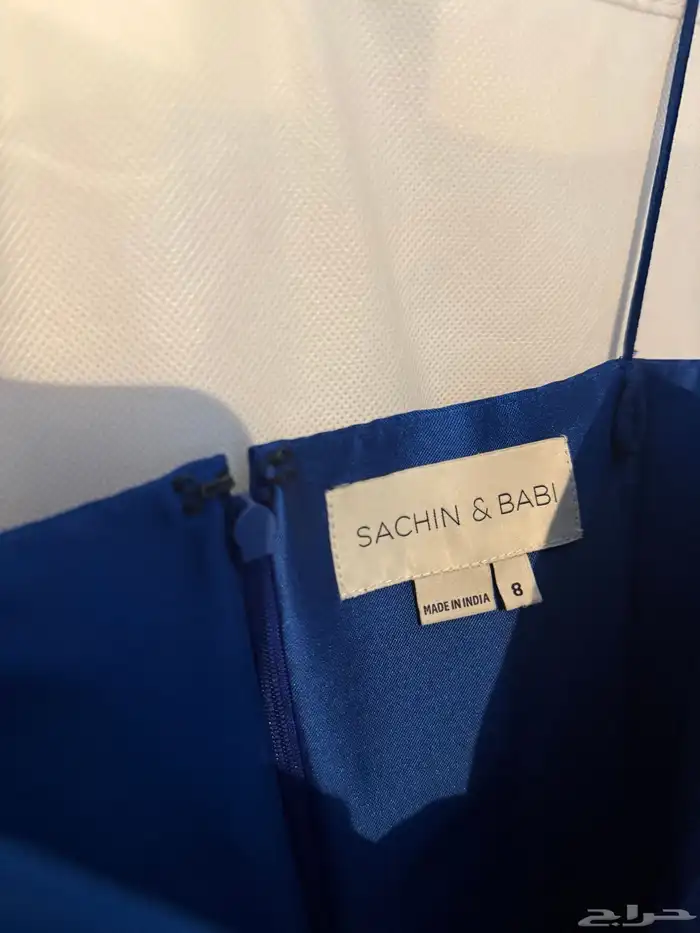 SACHIN & BABI
MADE IN INDIA
8
حراج